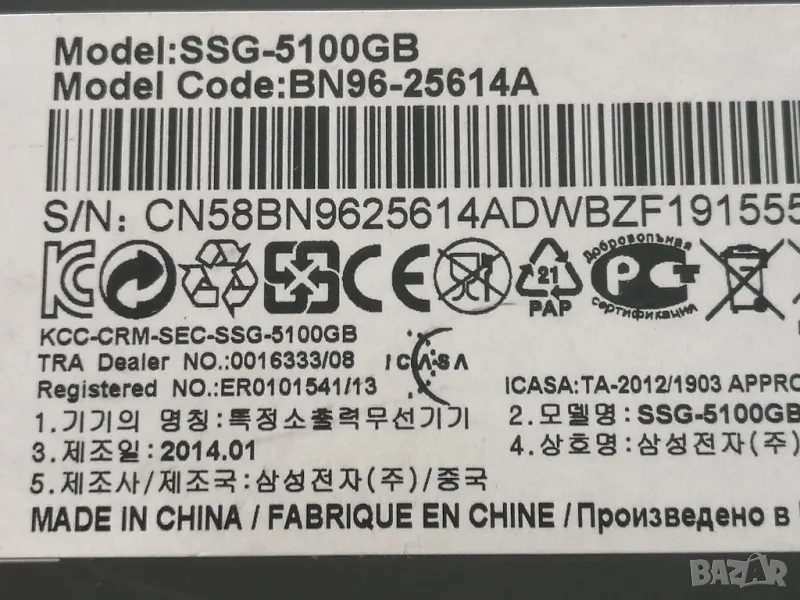 Model:SSG-5100GB
Model Code:BN96-25614A
S/N: CN58BN9625614ADWBZF191555
KC CE 21 PAP Добровольная РСТ сертификация
KCC-CRM-SEC-SSG-5100GB
TRA Dealer NO.:0016333/08 ICASA
Registered NO.:ER0101541/13 ICASA:TA-2012/1903 APPRO
1.기기의 명칭:특정소출력무선기기 2.모델명:SSG-5100GB
3.제조일:2014.01 4.상호명:삼성전자(주)
5.제조사/제조국:삼성전자(주)/중국
MADE IN CHINA / FABRIQUE EN CHINE / Произведено в
BAZAR